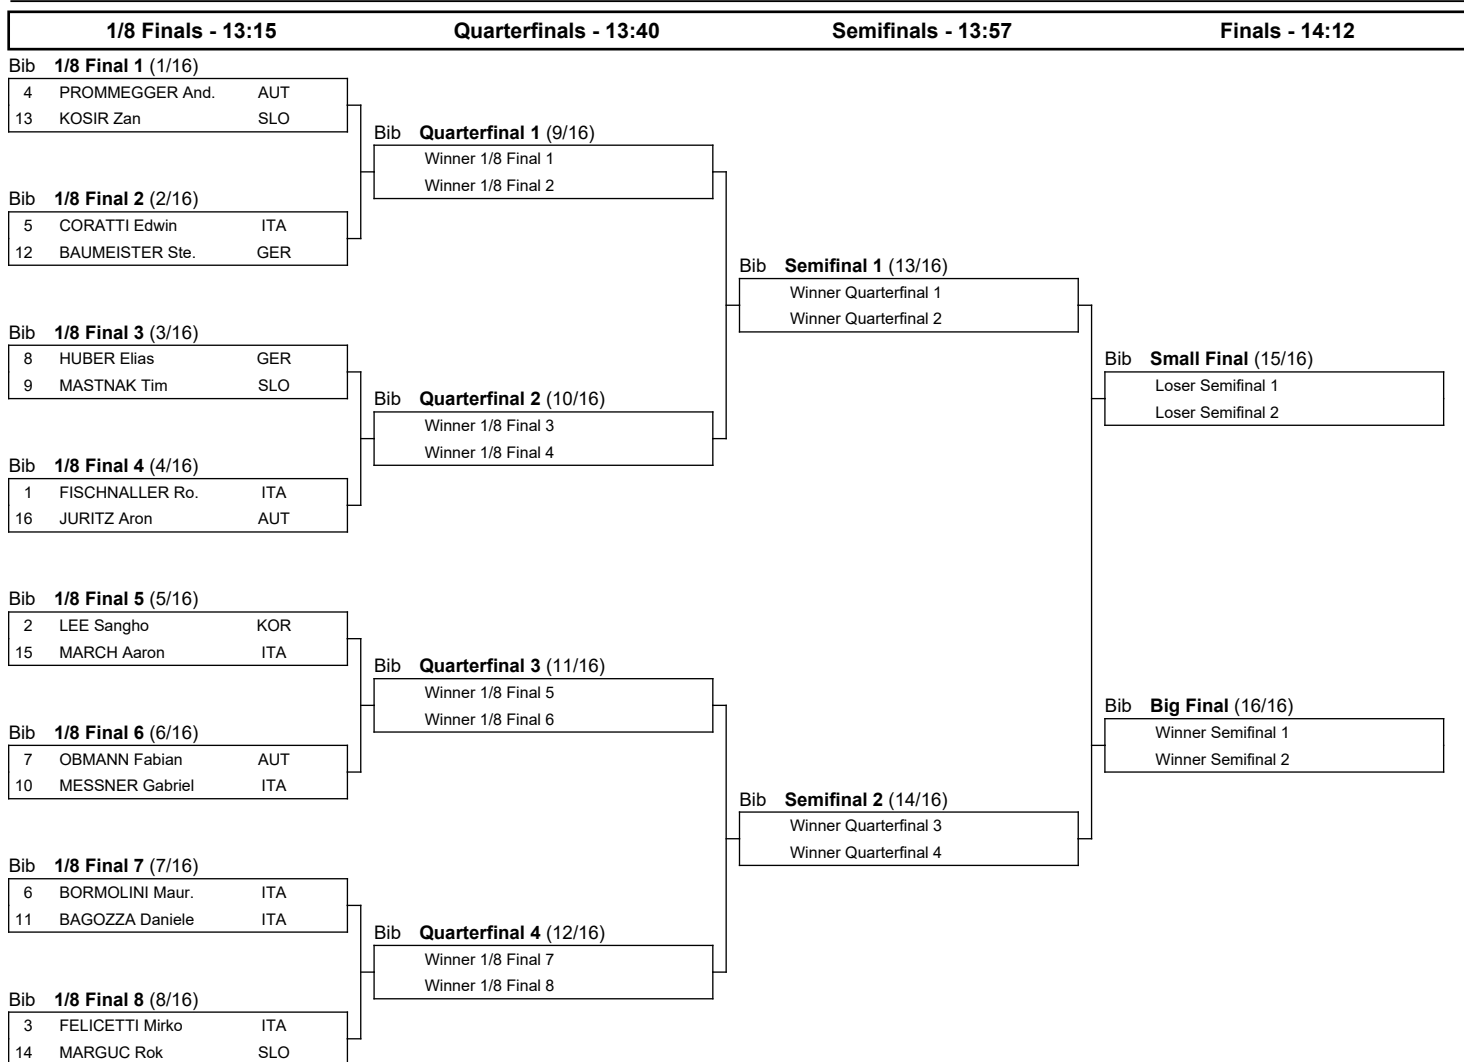 1/8 Finals - 13:15 Quarterfinals - 13:40 Semifinals - 13:57 Finals - 14:12
Bib 1/8 Final 1 (1/16)
4 PROMMEGGER And. AUT
13 KOSIR Zan SLO
Bib 1/8 Final 2 (2/16)
5 CORATTI Edwin ITA
12 BAUMEISTER Ste. GER
Bib 1/8 Final 3 (3/16)
8 HUBER Elias GER
9 MASTNAK Tim SLO
Bib 1/8 Final 4 (4/16)
1 FISCHNALLER Ro. ITA
16 JURITZ Aron AUT
Bib 1/8 Final 5 (5/16)
2 LEE Sangho KOR
15 MARCH Aaron ITA
Bib 1/8 Final 6 (6/16)
7 OBMANN Fabian AUT
10 MESSNER Gabriel ITA
Bib 1/8 Final 7 (7/16)
6 BORMOLINI Maur. ITA
11 BAGOZZA Daniele ITA
Bib 1/8 Final 8 (8/16)
3 FELICETTI Mirko ITA
14 MARGUC Rok SLO
Bib Quarterfinal 1 (9/16)
Winner 1/8 Final 1
Winner 1/8 Final 2
Bib Quarterfinal 2 (10/16)
Winner 1/8 Final 3
Winner 1/8 Final 4
Bib Quarterfinal 3 (11/16)
Winner 1/8 Final 5
Winner 1/8 Final 6
Bib Quarterfinal 4 (12/16)
Winner 1/8 Final 7
Winner 1/8 Final 8
Bib Semifinal 1 (13/16)
Winner Quarterfinal 1
Winner Quarterfinal 2
Bib Semifinal 2 (14/16)
Winner Quarterfinal 3
Winner Quarterfinal 4
Bib Small Final (15/16)
Loser Semifinal 1
Loser Semifinal 2
Bib Big Final (16/16)
Winner Semifinal 1
Winner Semifinal 2